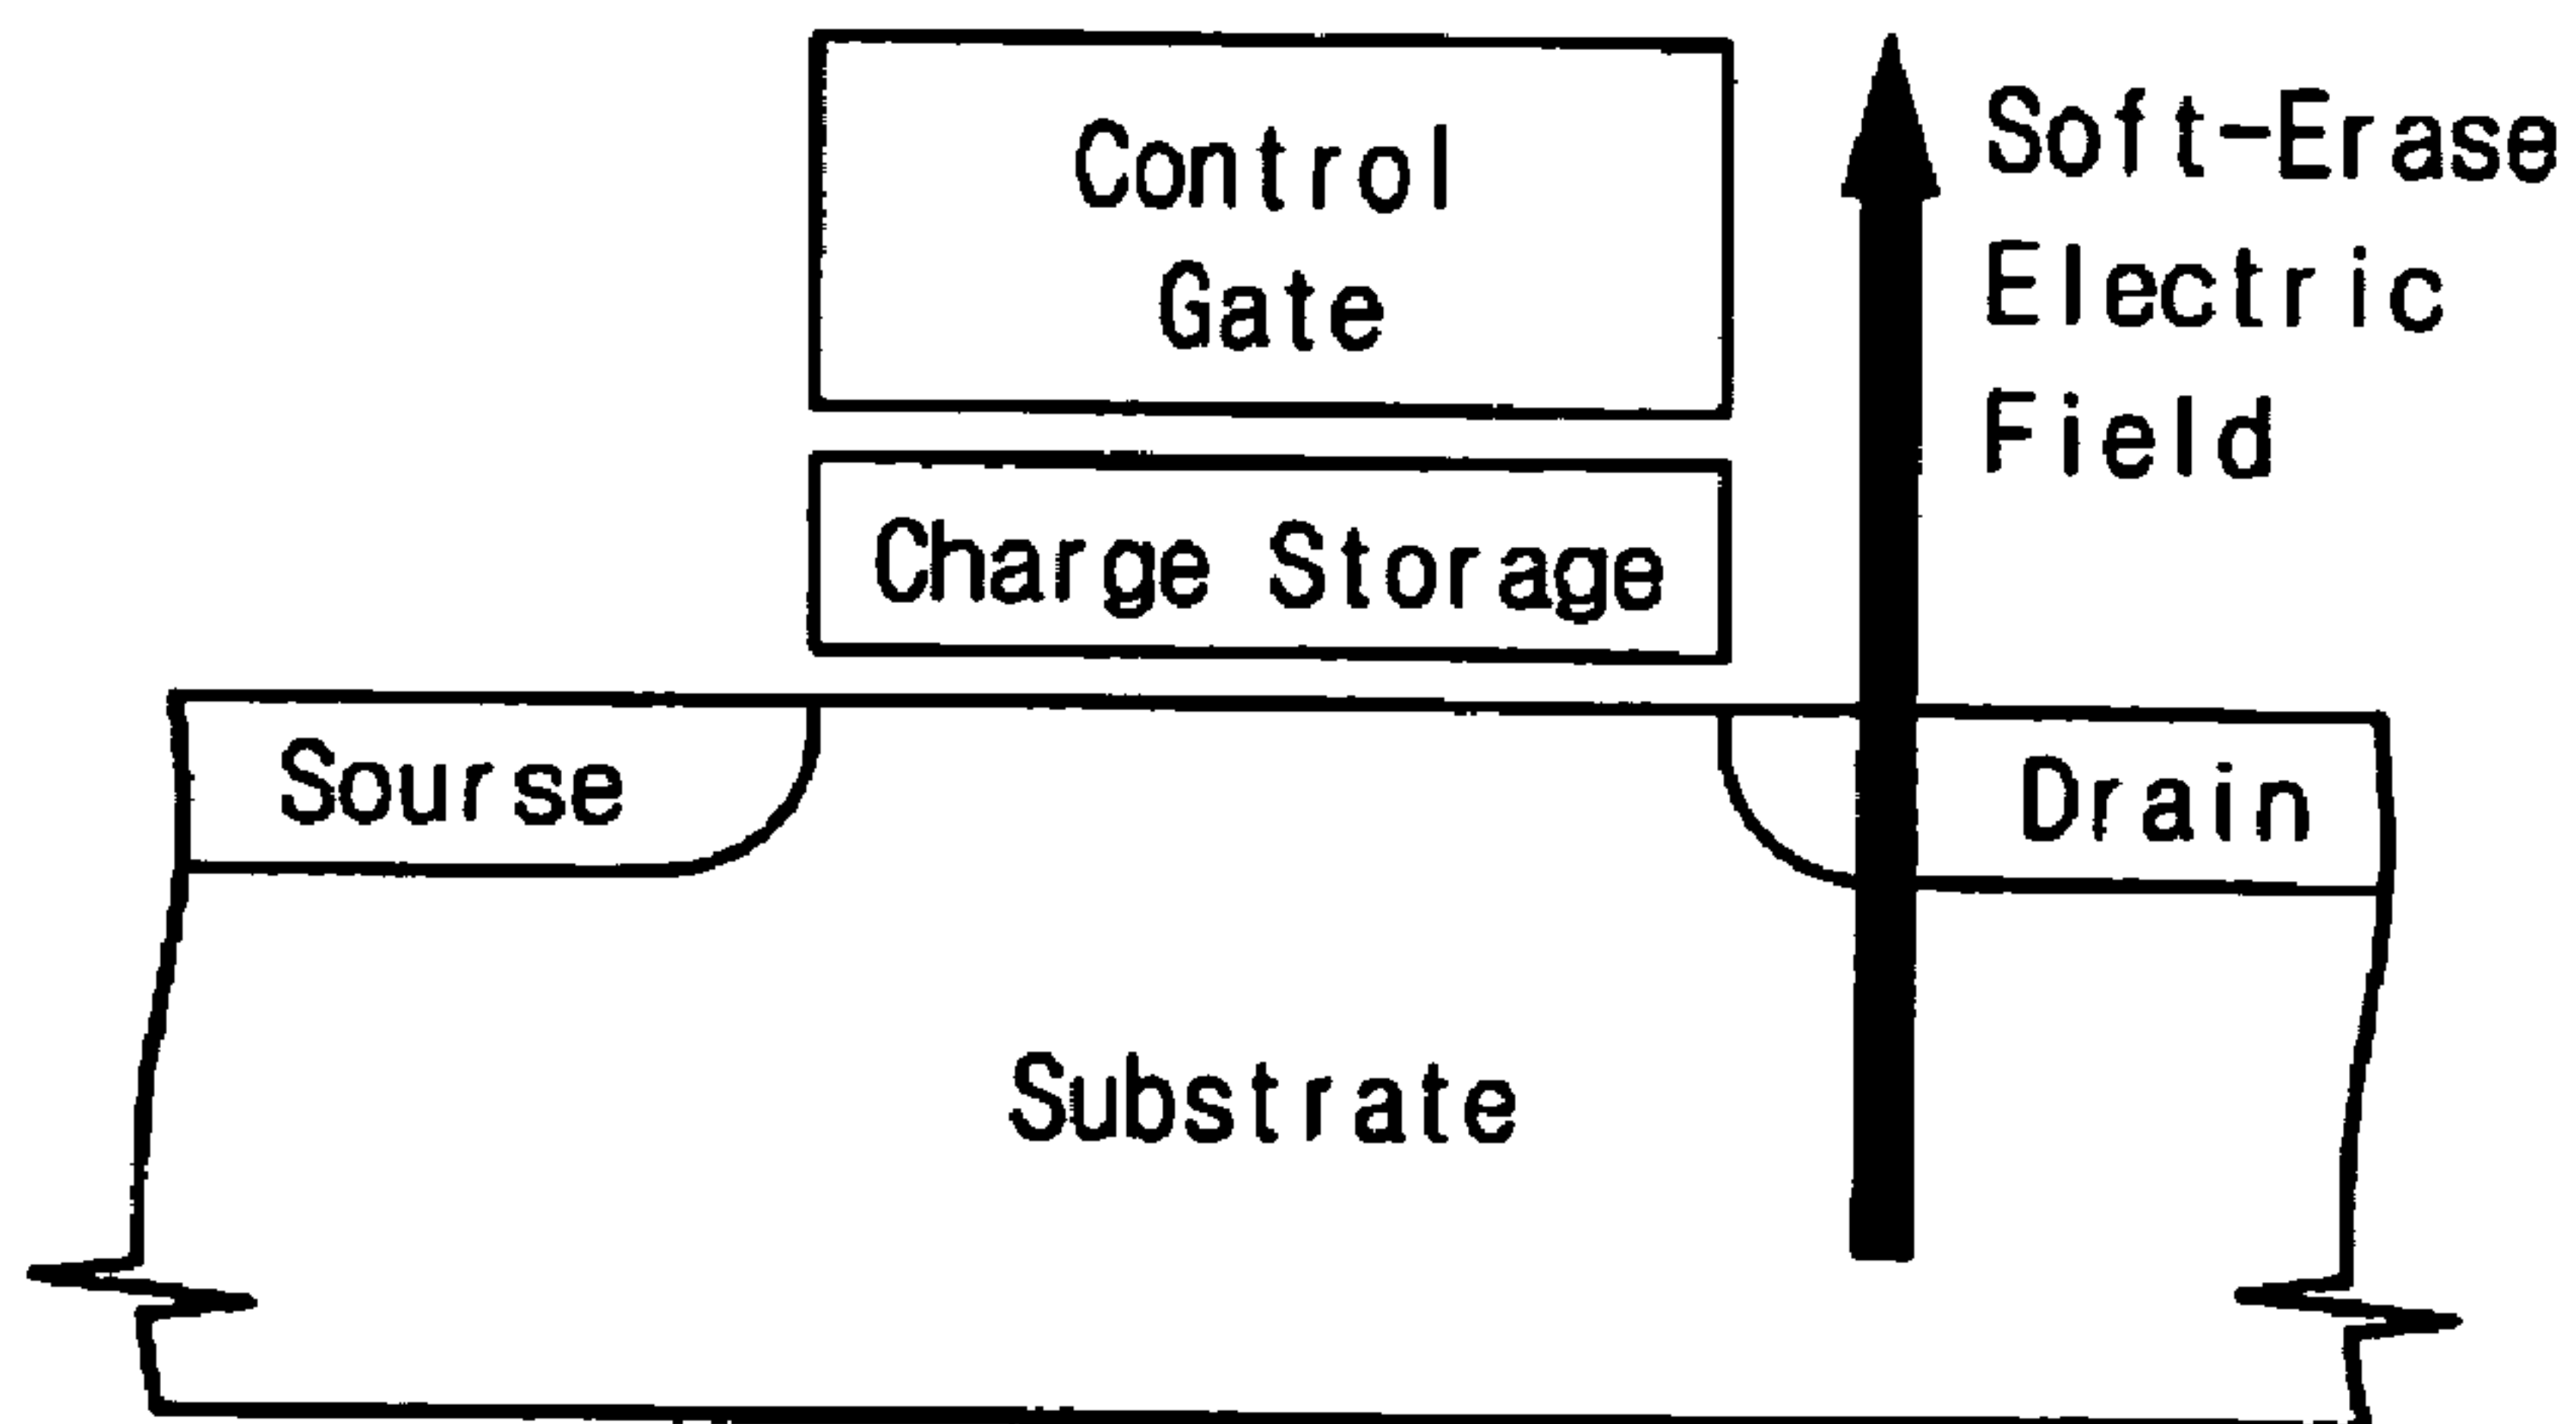 Control
Gate
Soft-Erase
Electric
Field
Charge Storage
Sourse
Drain
Substrate